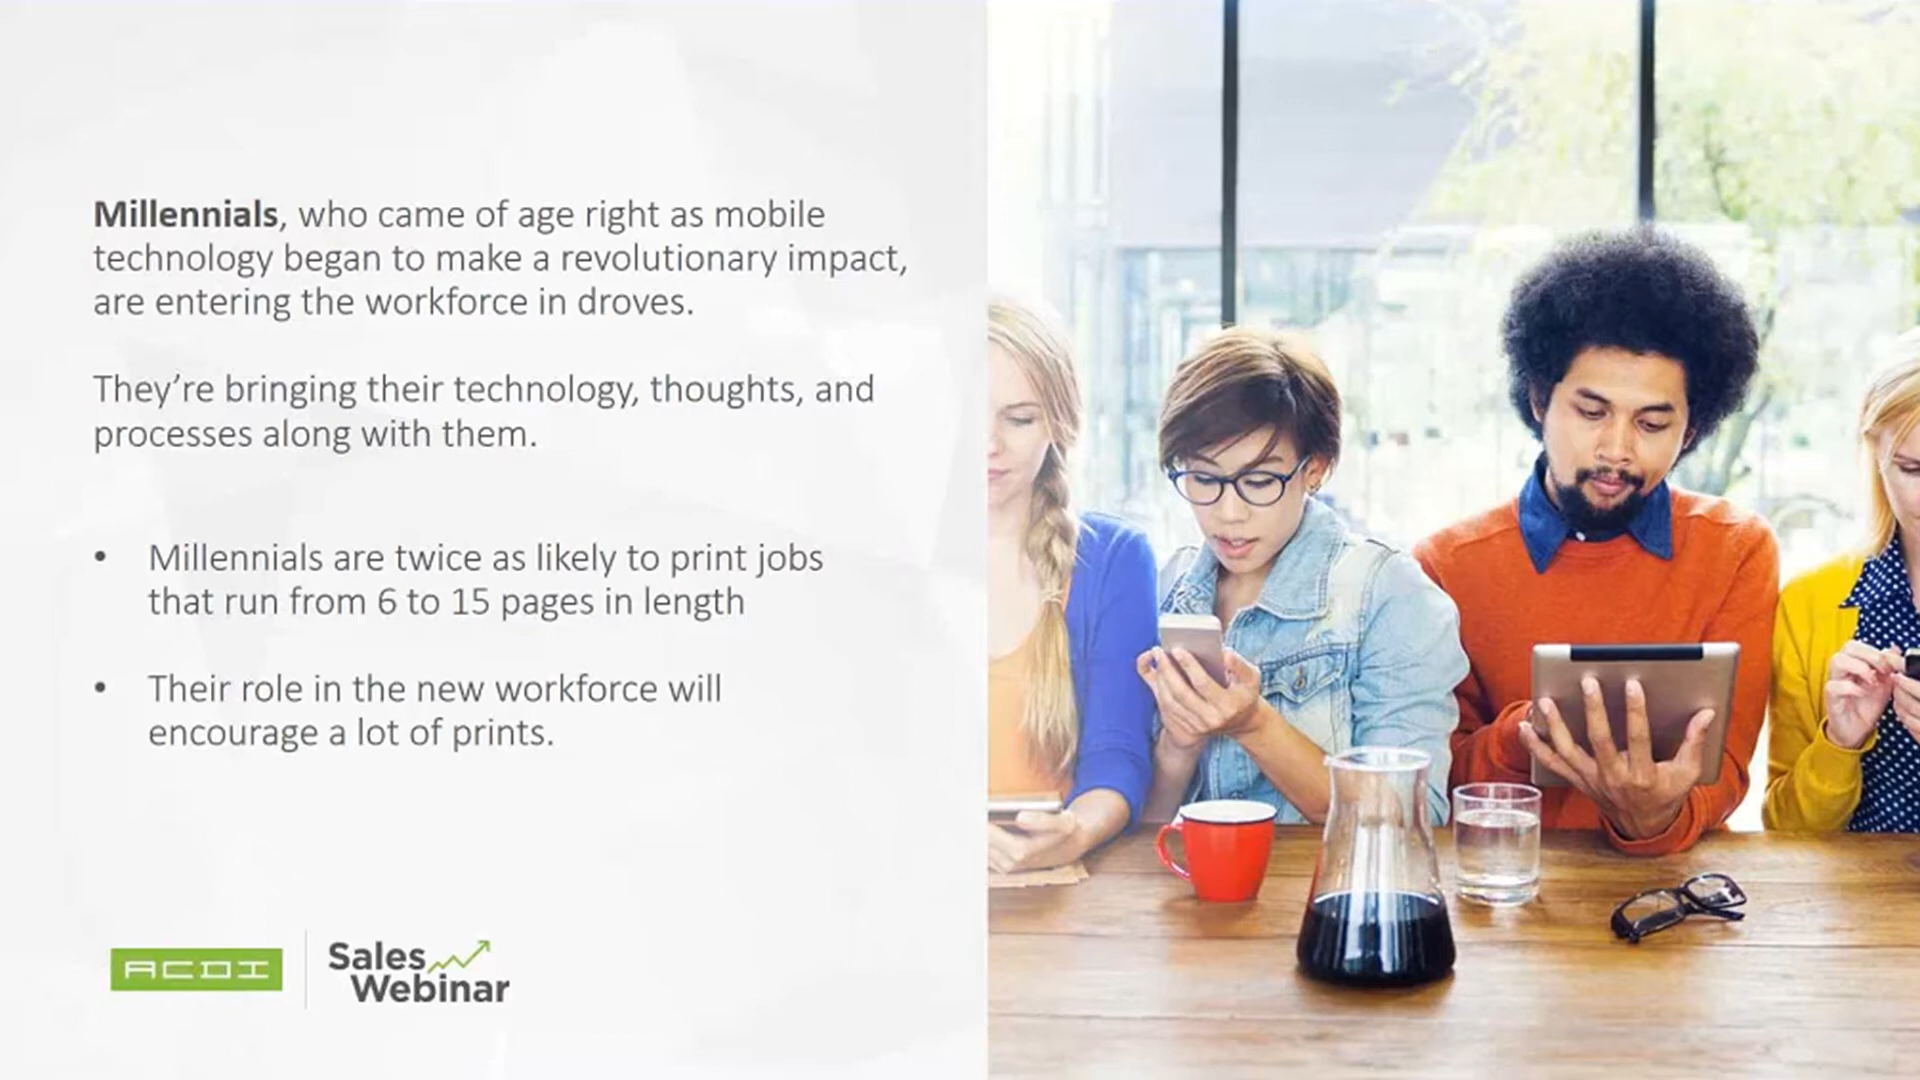 Millennials, who came of age right as mobile
technology began to make a revolutionary impact,
are entering the workforce in droves.
They’re bringing their technology, thoughts, and
processes along with them.
• Millennials are twice as likely to print jobs
that run from 6 to 15 pages in length
• Their role in the new workforce will
encourage a lot of prints.
ACDI
Sales
Webinar